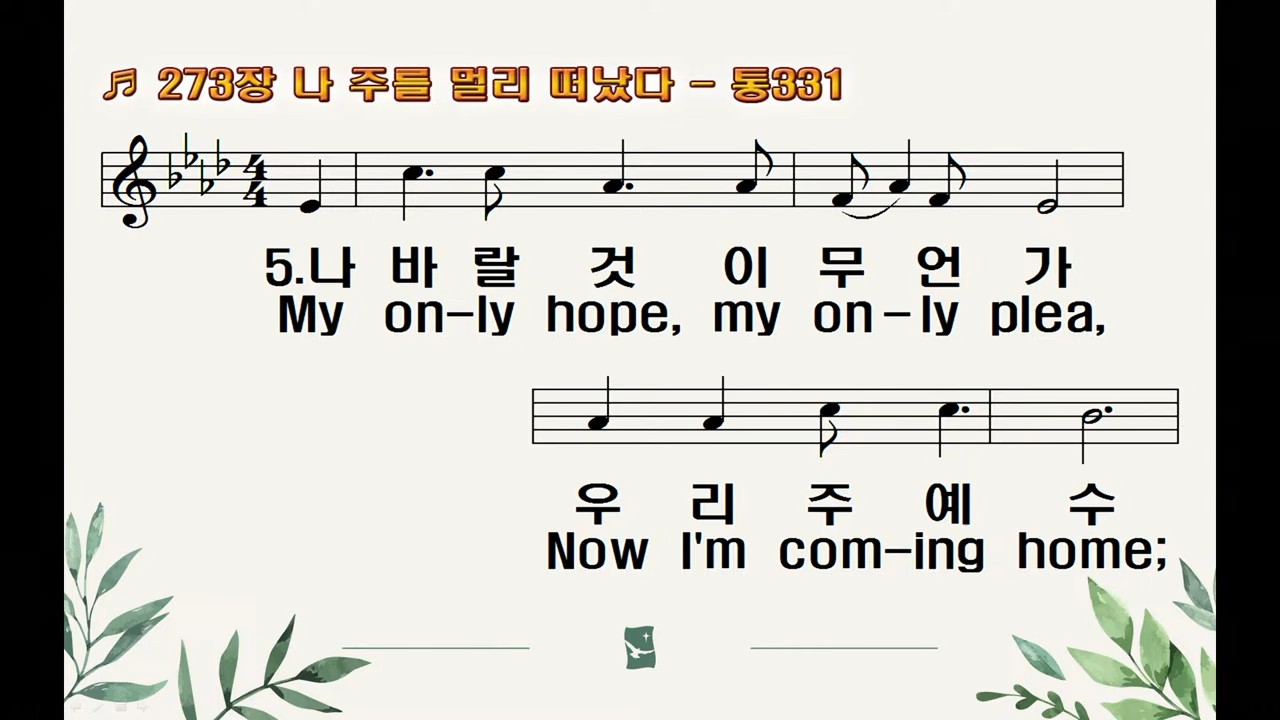 ♬ 273장 나 주를 멀리 떠났다 - 통331
4
4
5.나 바 랄 것 이 무 언 가
My on-ly hope, my on-ly plea,
우 리 주 예 수
Now I'm com-ing home;